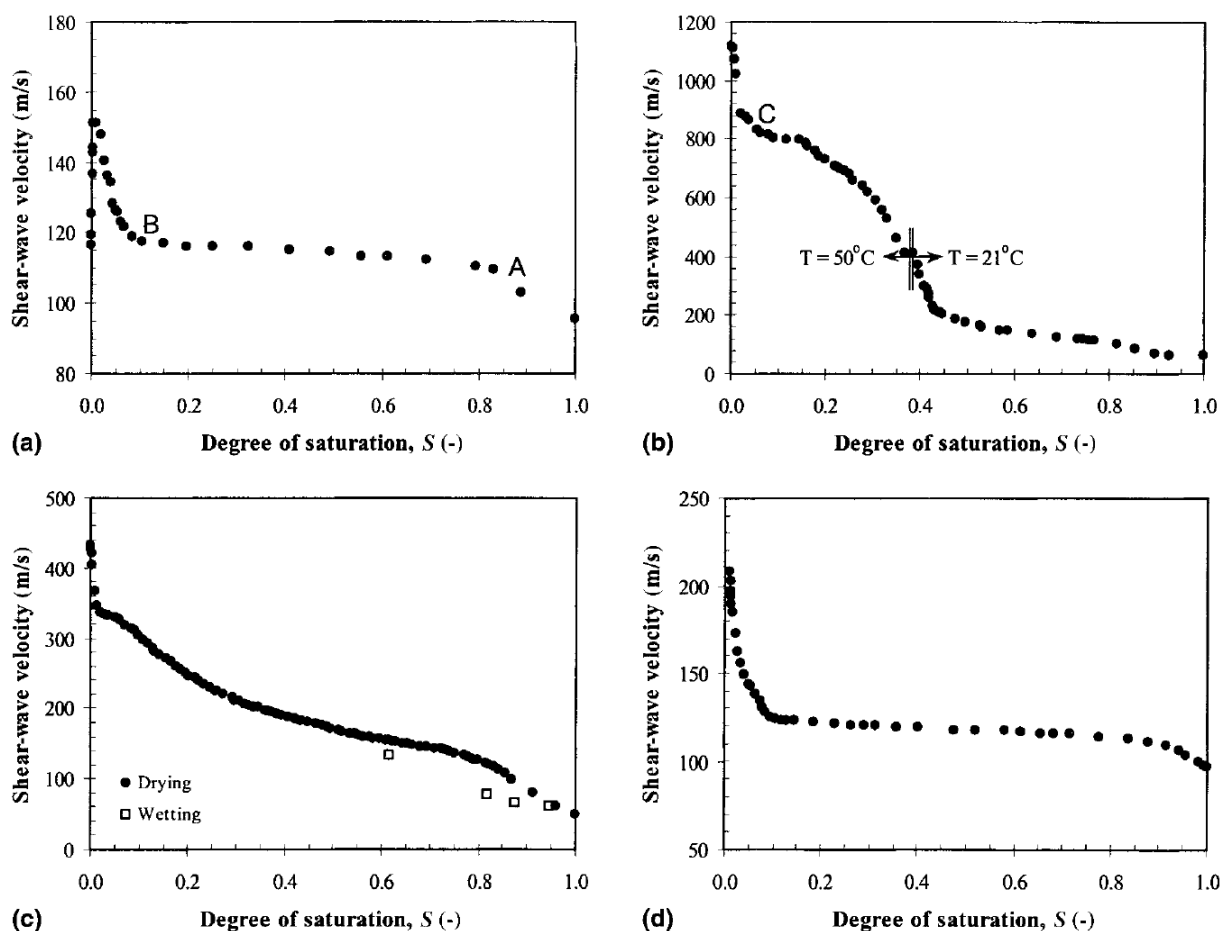 180
160
140
120
100
80
Shear-wave velocity (m/s)
B
A
0.0 0.2 0.4 0.6 0.8 1.0
(a) Degree of saturation, S (-)
1200
1000
800
600
400
200
0
Shear-wave velocity (m/s)
C
T = 50°C T = 21°C
0.0 0.2 0.4 0.6 0.8 1.0
(b) Degree of saturation, S (-)
500
400
300
200
100
0
Shear-wave velocity (m/s)
Drying
Wetting
0.0 0.2 0.4 0.6 0.8 1.0
(c) Degree of saturation, S (-)
250
200
150
100
50
Shear-wave velocity (m/s)
0.0 0.2 0.4 0.6 0.8 1.0
(d) Degree of saturation, S (-)